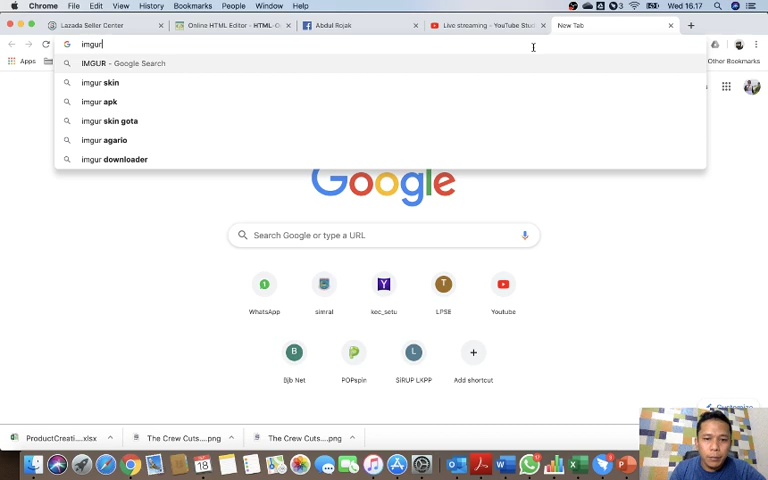 Chrome File Edit View History Bookmarks People Window Help 3 Wed 16.17
Lazada Seller Center
Online HTML Editor - HTML-O
Abdul Rojak
Live streaming - YouTube Stud
New Tab
imgur
Apps
Other Bookmarks
IMGUR - Google Search
imgur skin
imgur apk
imgur skin gota
imgur agario
imgur downloader
Google
Search Google or type a URL
WhatsApp
simral
kec_setu
LPSE
Youtube
Bjb Net
POPspin
SIRUP LKPP
Add shortcut
Customize
ProductCreati....xlsx
The Crew Cuts....png
The Crew Cuts....png